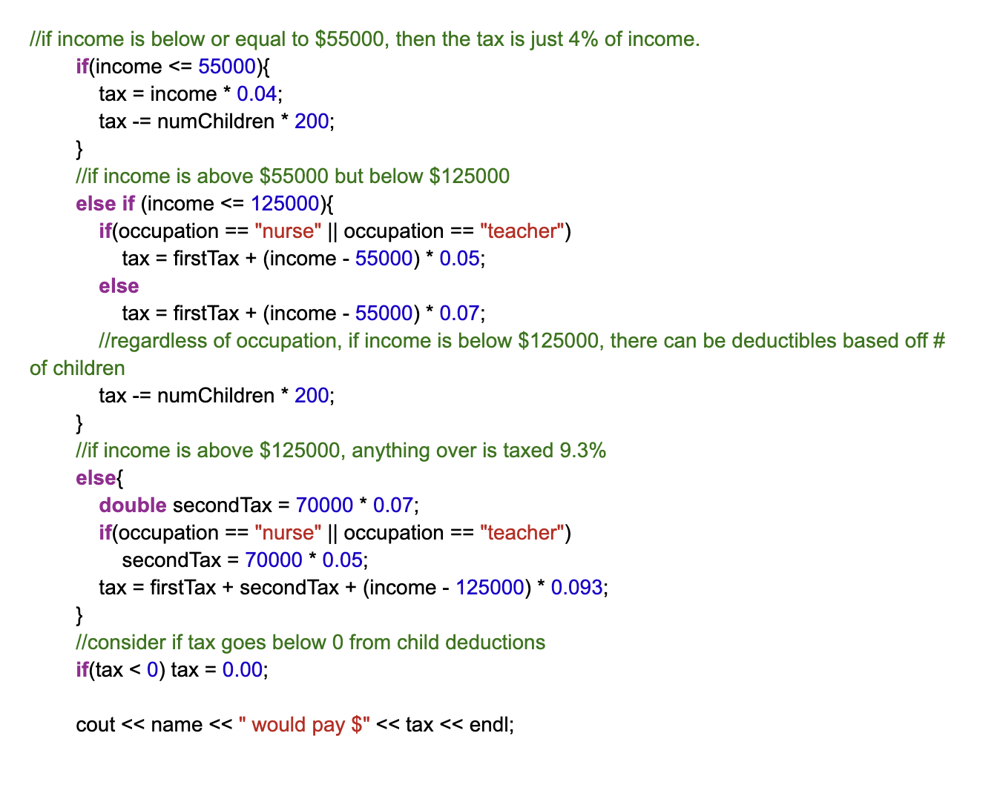 //if income is below or equal to $55000, then the tax is just 4% of income.
if(income <= 55000){
tax = income * 0.04;
tax -= numChildren * 200;
}
//if income is above $55000 but below $125000
else if (income <= 125000){
if(occupation == "nurse" || occupation == "teacher")
tax = firstTax + (income - 55000) * 0.05;
else
tax = firstTax + (income - 55000) * 0.07;
//regardless of occupation, if income is below $125000, there can be deductibles based off #
of children
tax -= numChildren * 200;
}
//if income is above $125000, anything over is taxed 9.3%
else{
double secondTax = 70000 * 0.07;
if(occupation == "nurse" || occupation == "teacher")
secondTax = 70000 * 0.05;
tax = firstTax + secondTax + (income - 125000) * 0.093;
}
//consider if tax goes below 0 from child deductions
if(tax < 0) tax = 0.00;
cout << name << " would pay $" << tax << endl;